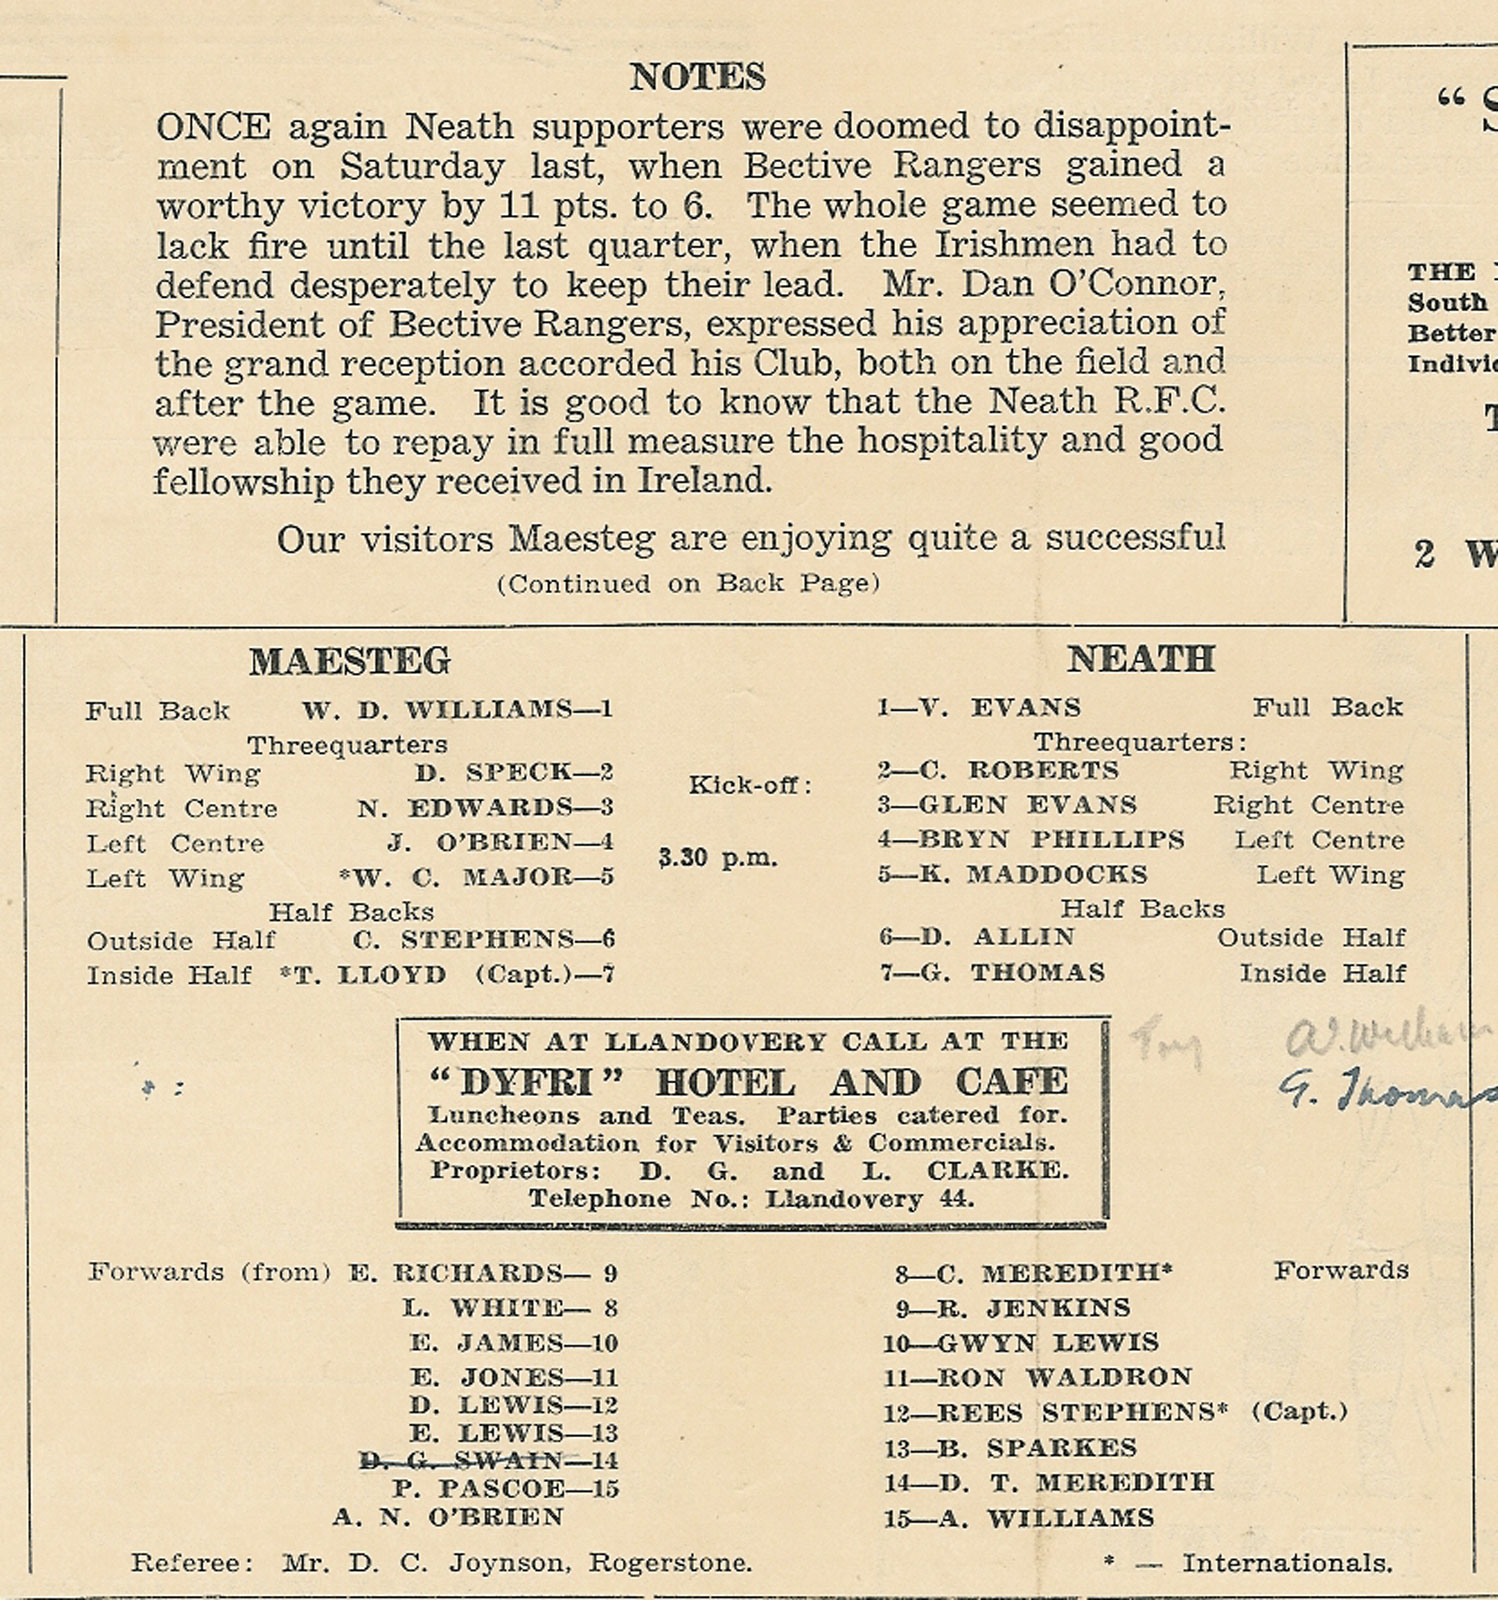 NOTES
ONCE again Neath supporters were doomed to disappoint-
ment on Saturday last, when Bective Rangers gained a
worthy victory by 11 pts. to 6. The whole game seemed to
lack fire until the last quarter, when the Irishmen had to
defend desperately to keep their lead. Mr. Dan O'Connor,
President of Bective Rangers, expressed his appreciation of
the grand reception accorded his Club, both on the field and
after the game. It is good to know that the Neath R.F.C.
were able to repay in full measure the hospitality and good
fellowship they received in Ireland.
Our visitors Maesteg are enjoying quite a successful
(Continued on Back Page)
THE
South
Better
2
MAESTEG
Full Back W. D. WILLIAMS—1
Threequarters
Right Wing D. SPECK—2
Right Centre N. EDWARDS—3
Left Centre J. O'BRIEN—4
Left Wing *W. C. MAJOR—5
Half Backs
Outside Half C. STEPHENS—6
Inside Half *T. LLOYD (Capt.)—7
Kick-off:
3.30 p.m.
NEATH
1—V. EVANS Full Back
Threequarters:
2—C. ROBERTS Right Wing
3—GLEN EVANS Right Centre
4—BRYN PHILLIPS Left Centre
5—K. MADDOCKS Left Wing
Half Backs
6—D. ALLIN Outside Half
7—G. THOMAS Inside Half
WHEN AT LLANDOVERY CALL AT THE
"DYFRI" HOTEL AND CAFE
Luncheons and Teas. Parties catered for.
Accommodation for Visitors & Commercials.
Proprietors: D. G. and L. CLARKE.
Telephone No.: Llandovery 44.
G. Thomas
Forwards (from) E. RICHARDS— 9
L. WHITE— 8
E. JAMES—10
E. JONES—11
D. LEWIS—12
E. LEWIS—13
D. G. SWAIN—14
P. PASCOE—15
A. N. O'BRIEN
8—C. MEREDITH* Forwards
9—R. JENKINS
10—GWYN LEWIS
11—RON WALDRON
12—REES STEPHENS* (Capt.)
13—B. SPARKES
14—D. T. MEREDITH
15—A. WILLIAMS
Referee: Mr. D. C. Joynson, Rogerstone.
* — Internationals.